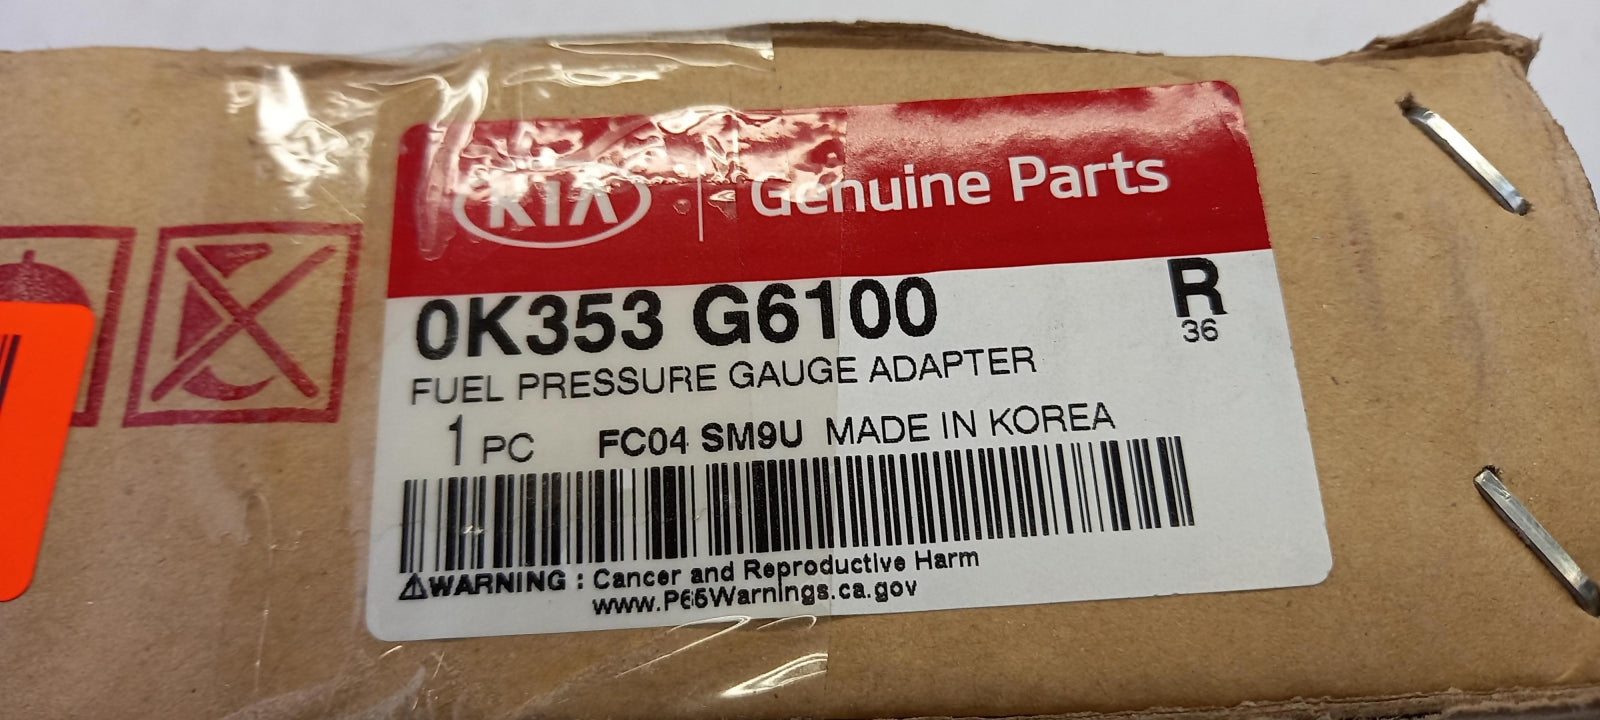 KIA Genuine Parts
0K353 G6100 R
36
FUEL PRESSURE GAUGE ADAPTER
1 PC FC04 SM9U MADE IN KOREA
WARNING : Cancer and Reproductive Harm
www.P65Warnings.ca.gov